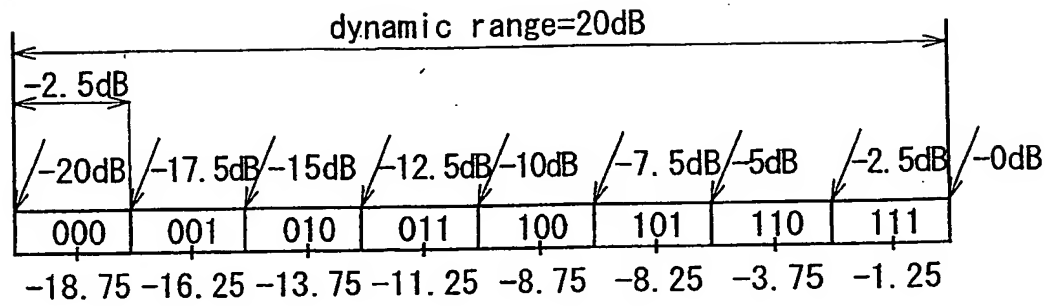 dynamic range=20dB
-2.5dB
-20dB -17.5dB -15dB -12.5dB -10dB -7.5dB -5dB -2.5dB -0dB
000 001 010 011 100 101 110 111
-18.75 -16.25 -13.75 -11.25 -8.75 -8.25 -3.75 -1.25